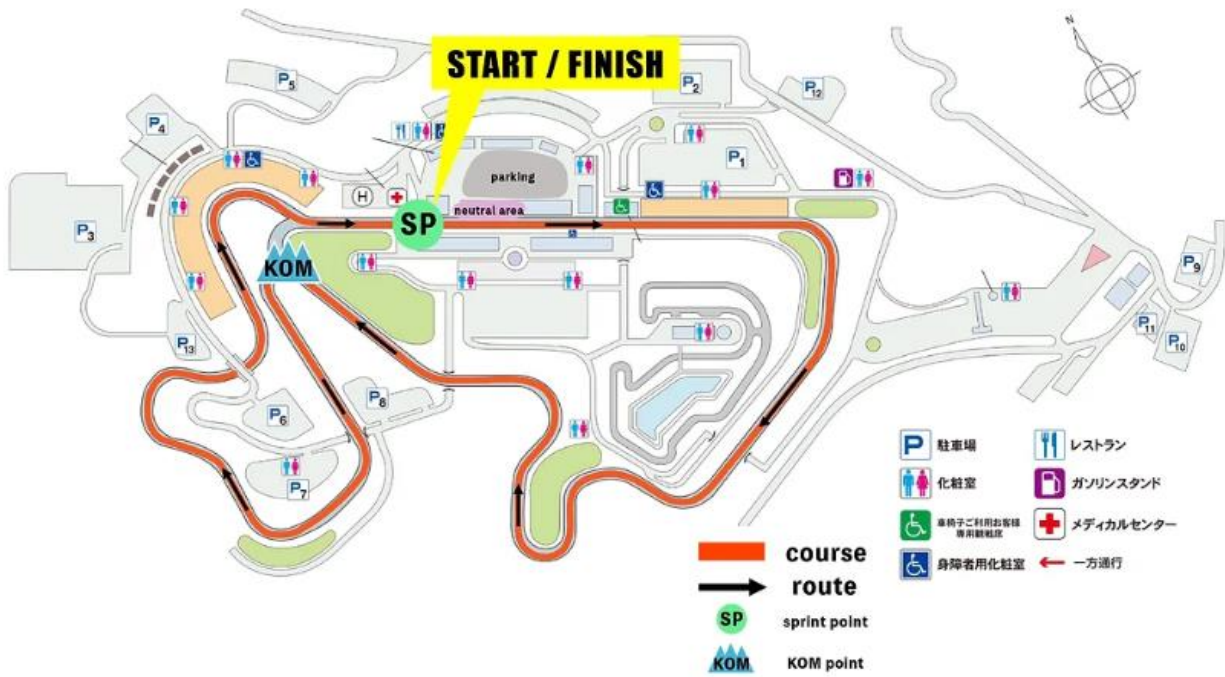 START / FINISH
N
P5
P2
P12
P4
P1
parking
H
neutral area
SP
P3
KOM
P9
P13
P11
P10
P8
P6
P7
P 駐車場
レストラン
化粧室
ガソリンスタンド
車椅子ご利用お客様
専用観戦席
メディカルセンター
身障者用化粧室
一方通行
course
route
SP sprint point
KOM KOM point